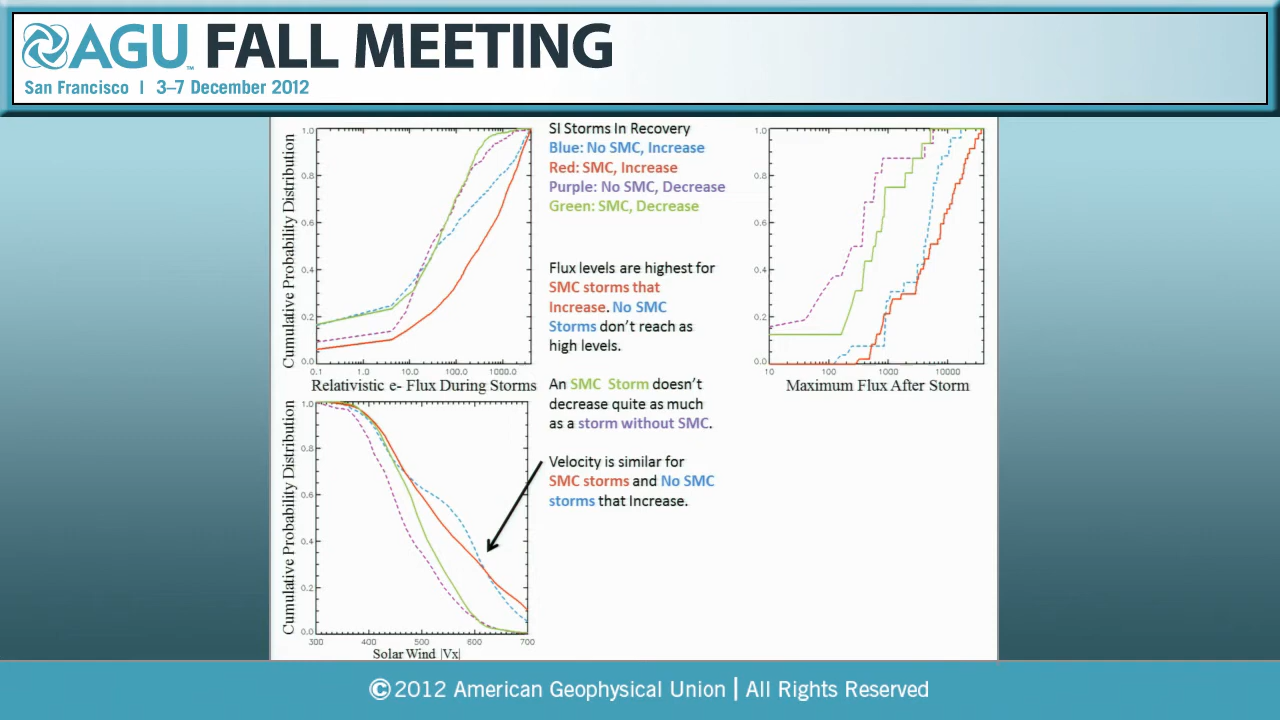 AGU FALL MEETING
San Francisco | 3–7 December 2012
Cumulative Probability Distribution
1.0
0.8
0.6
0.4
0.2
0.0
0.1 1.0 10.0 100.0 1000.0
Relativistic e- Flux During Storms
SI Storms In Recovery
Blue: No SMC, Increase
Red: SMC, Increase
Purple: No SMC, Decrease
Green: SMC, Decrease
Flux levels are highest for
SMC storms that
Increase. No SMC
Storms don't reach as
high levels.
An SMC Storm doesn't
decrease quite as much
as a storm without SMC.
Velocity is similar for
SMC storms and No SMC
storms that Increase.
1.0
0.8
0.6
0.4
0.2
0.0
10 100 1000 10000
Maximum Flux After Storm
Cumulative Probability Distribution
1.0
0.8
0.6
0.4
0.2
0.0
300 400 500 600 700
Solar Wind |Vx|
©2012 American Geophysical Union | All Rights Reserved